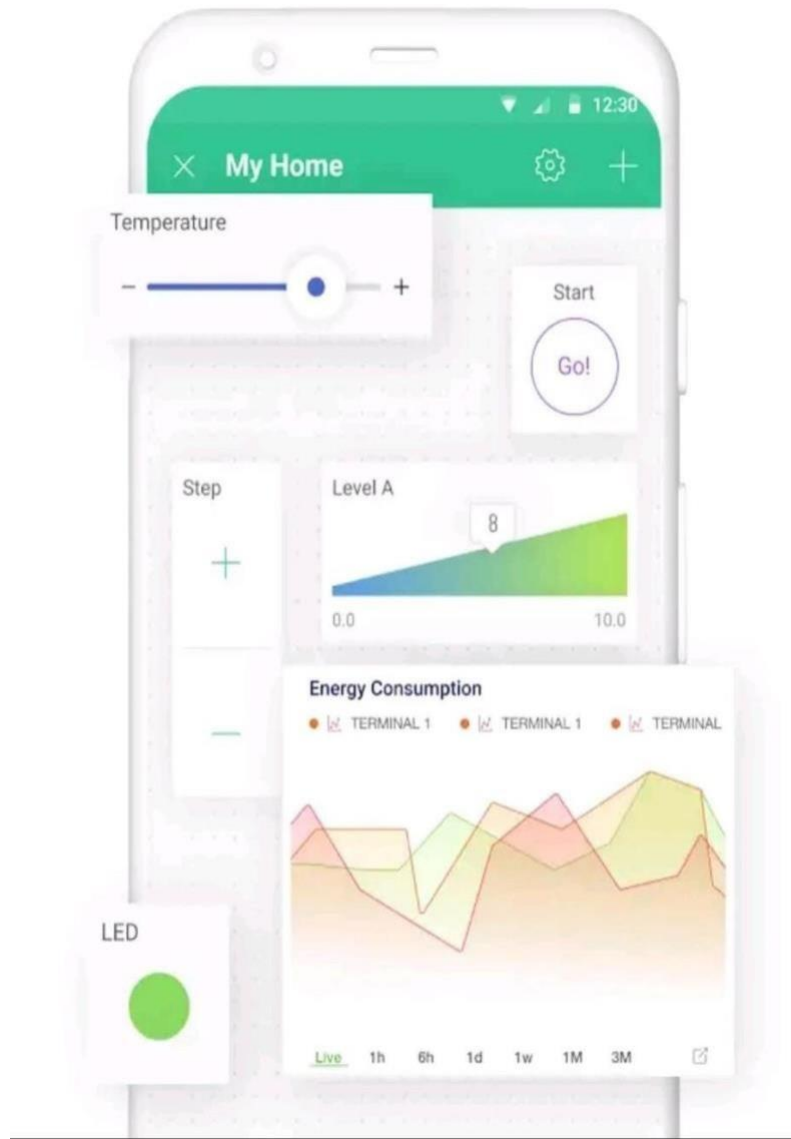 12:30
My Home
Temperature
− +
Start
Go!
Step
+
−
Level A
8
0.0 10.0
Energy Consumption
TERMINAL 1 TERMINAL 1 TERMINAL
LED
Live 1h 6h 1d 1w 1M 3M